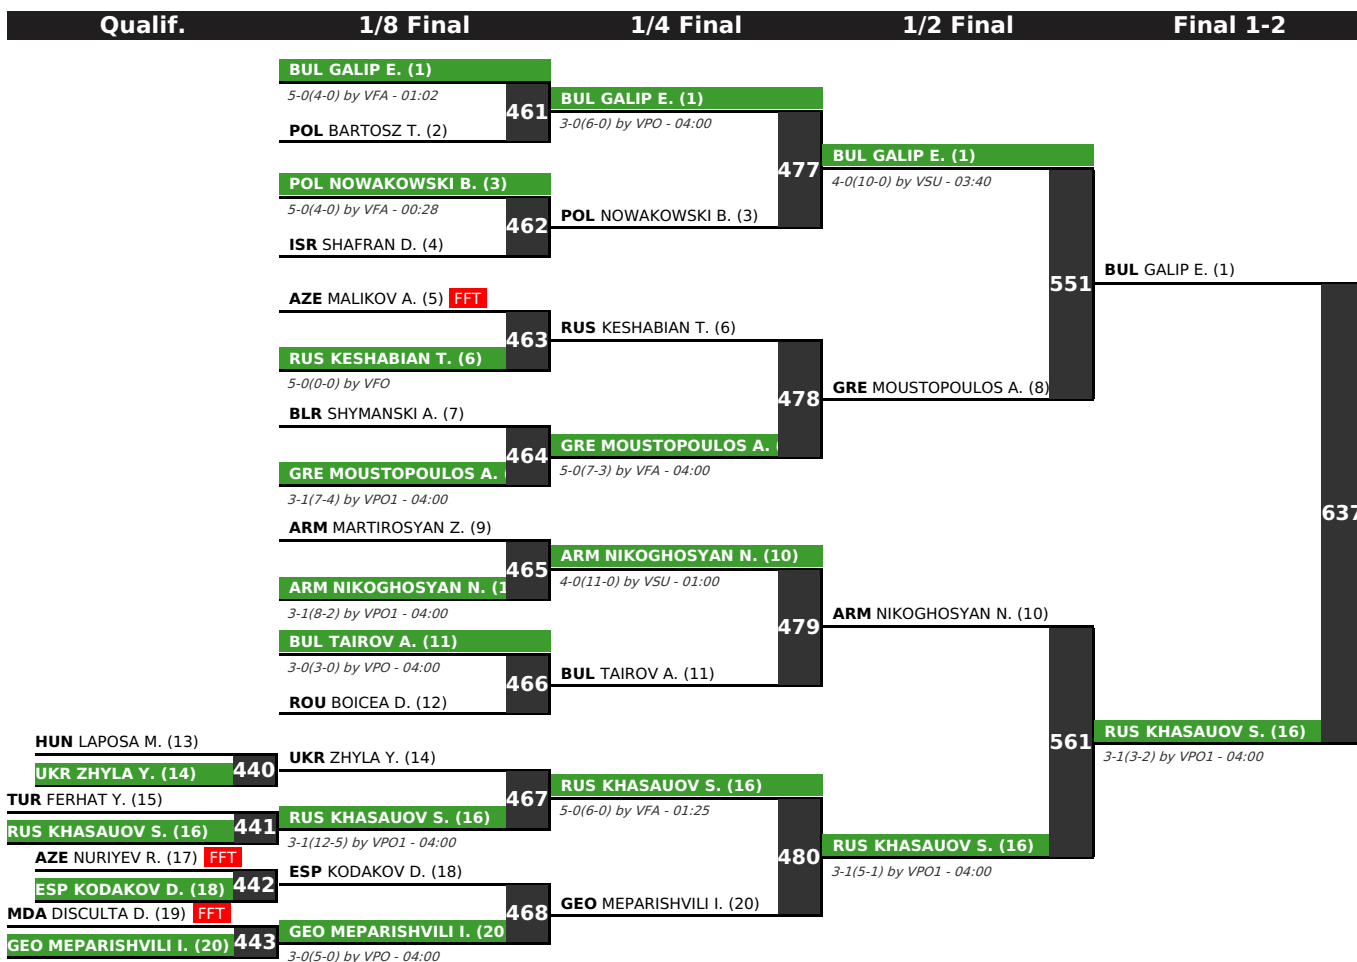 Qualif.
1/8 Final
1/4 Final
1/2 Final
Final 1-2
HUN LAPOSA M. (13)
UKR ZHYLA Y. (14)
440
TUR FERHAT Y. (15)
RUS KHASAUOV S. (16)
441
AZE NURIYEV R. (17) FFT
ESP KODAKOV D. (18)
442
MDA DISCULTA D. (19) FFT
GEO MEPARISHVILI I. (20)
443
BUL GALIP E. (1)
5-0(4-0) by VFA - 01:02
461
POL BARTOSZ T. (2)
POL NOWAKOWSKI B. (3)
5-0(4-0) by VFA - 00:28
462
ISR SHAFRAN D. (4)
AZE MALIKOV A. (5) FFT
463
RUS KESHABIAN T. (6)
5-0(0-0) by VFO
BLR SHYMANSKI A. (7)
464
GRE MOUSTOPOULOS A.
3-1(7-4) by VPO1 - 04:00
ARM MARTIROSYAN Z. (9)
465
ARM NIKOGHOSYAN N. (1
3-1(8-2) by VPO1 - 04:00
BUL TAIROV A. (11)
3-0(3-0) by VPO - 04:00
466
ROU BOICEA D. (12)
UKR ZHYLA Y. (14)
467
RUS KHASAUOV S. (16)
3-1(12-5) by VPO1 - 04:00
ESP KODAKOV D. (18)
468
GEO MEPARISHVILI I. (20
3-0(5-0) by VPO - 04:00
BUL GALIP E. (1)
3-0(6-0) by VPO - 04:00
477
POL NOWAKOWSKI B. (3)
RUS KESHABIAN T. (6)
478
GRE MOUSTOPOULOS A. (
5-0(7-3) by VFA - 04:00
ARM NIKOGHOSYAN N. (10)
4-0(11-0) by VSU - 01:00
479
BUL TAIROV A. (11)
RUS KHASAUOV S. (16)
5-0(6-0) by VFA - 01:25
480
GEO MEPARISHVILI I. (20)
BUL GALIP E. (1)
4-0(10-0) by VSU - 03:40
551
GRE MOUSTOPOULOS A. (8)
ARM NIKOGHOSYAN N. (10)
561
RUS KHASAUOV S. (16)
3-1(5-1) by VPO1 - 04:00
BUL GALIP E. (1)
637
RUS KHASAUOV S. (16)
3-1(3-2) by VPO1 - 04:00